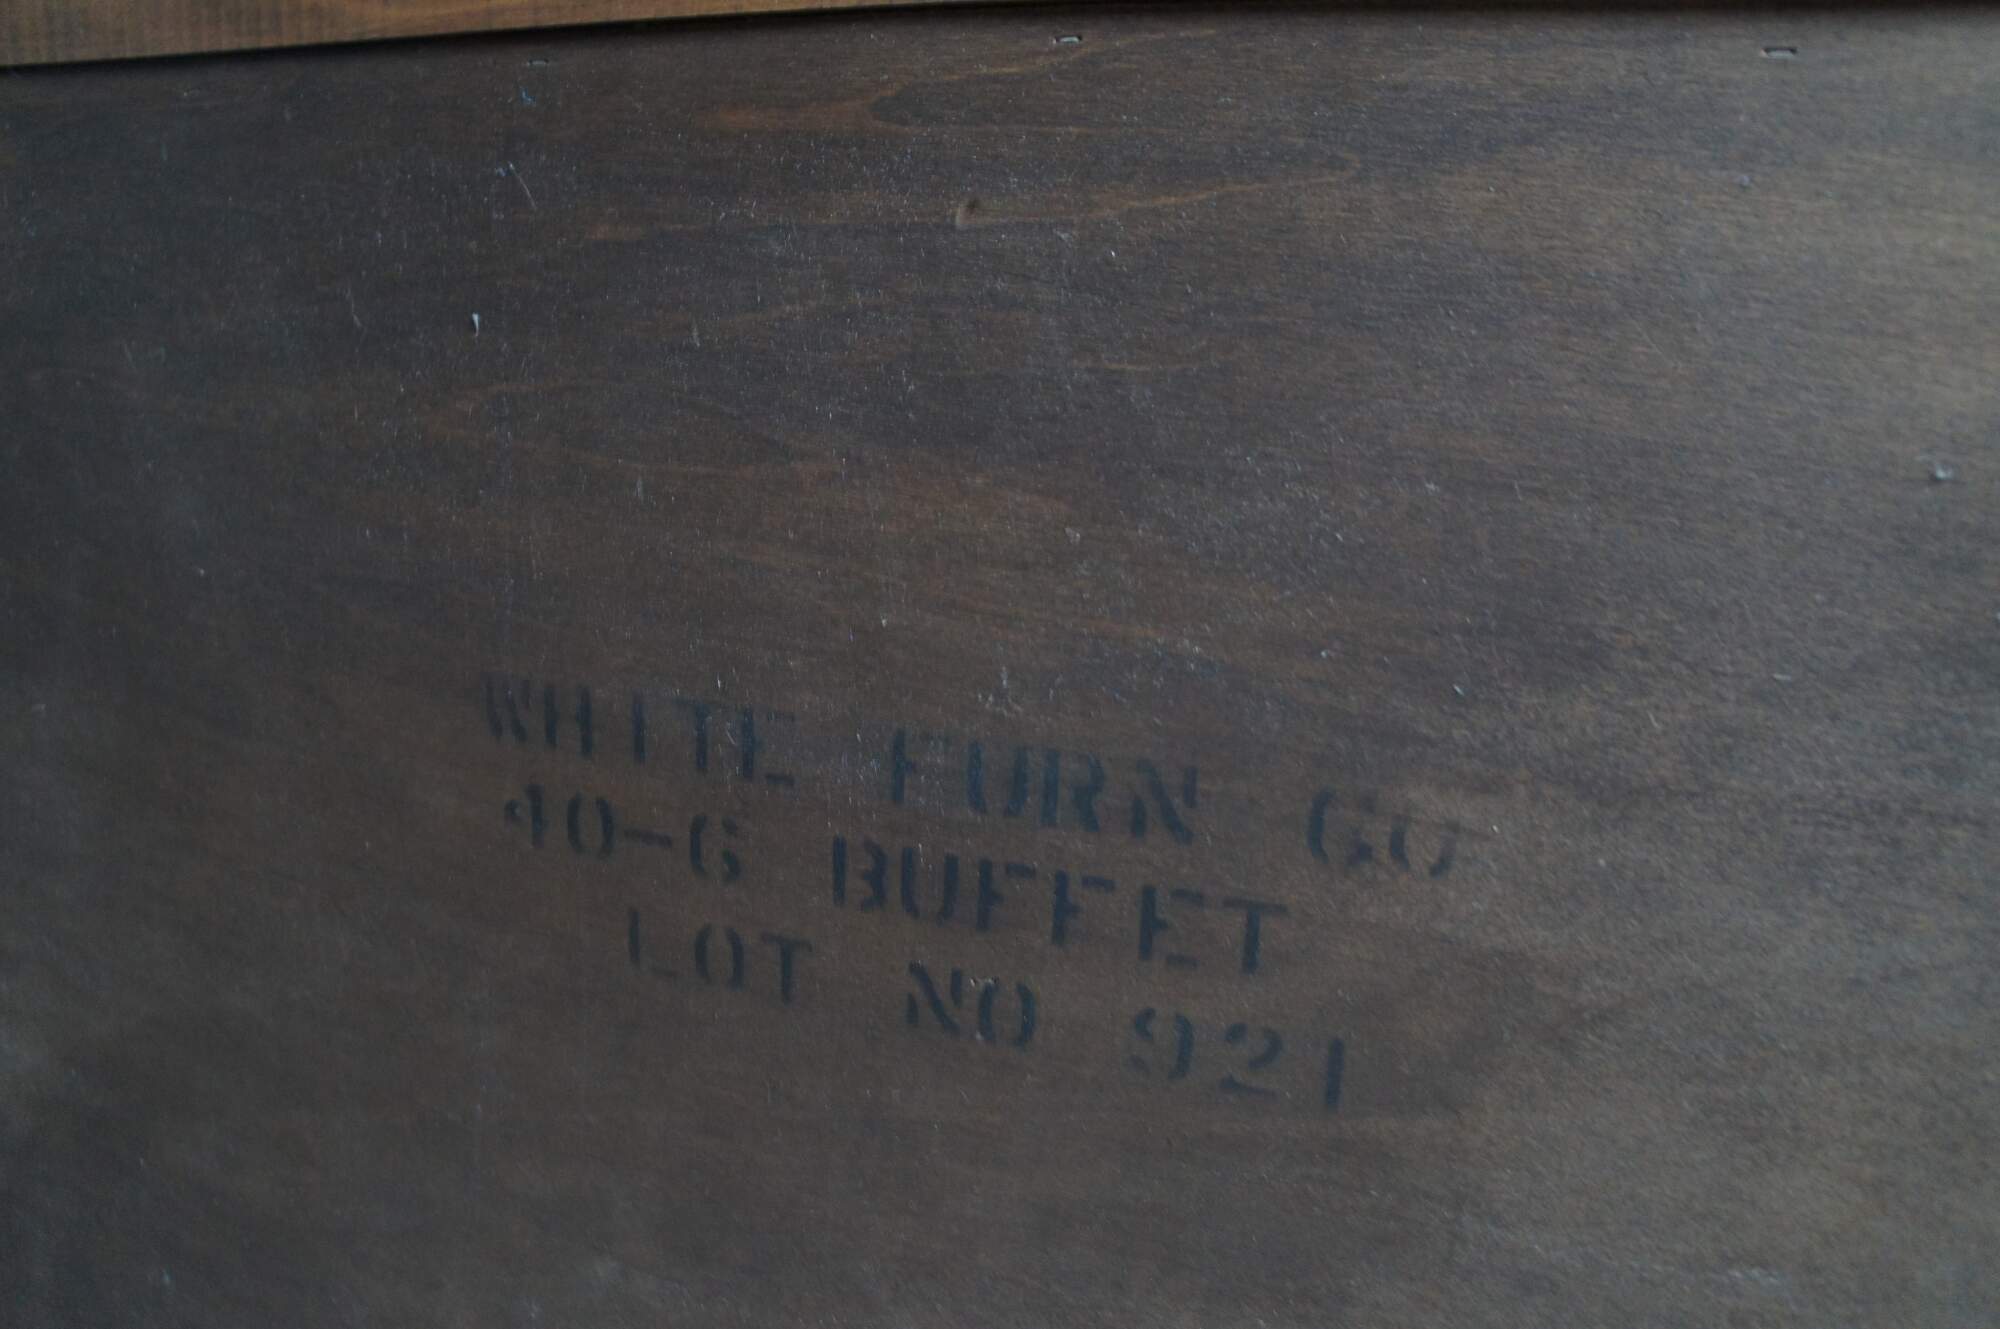 WHITE FURN CO
40-6 BUFFET
LOT NO 921